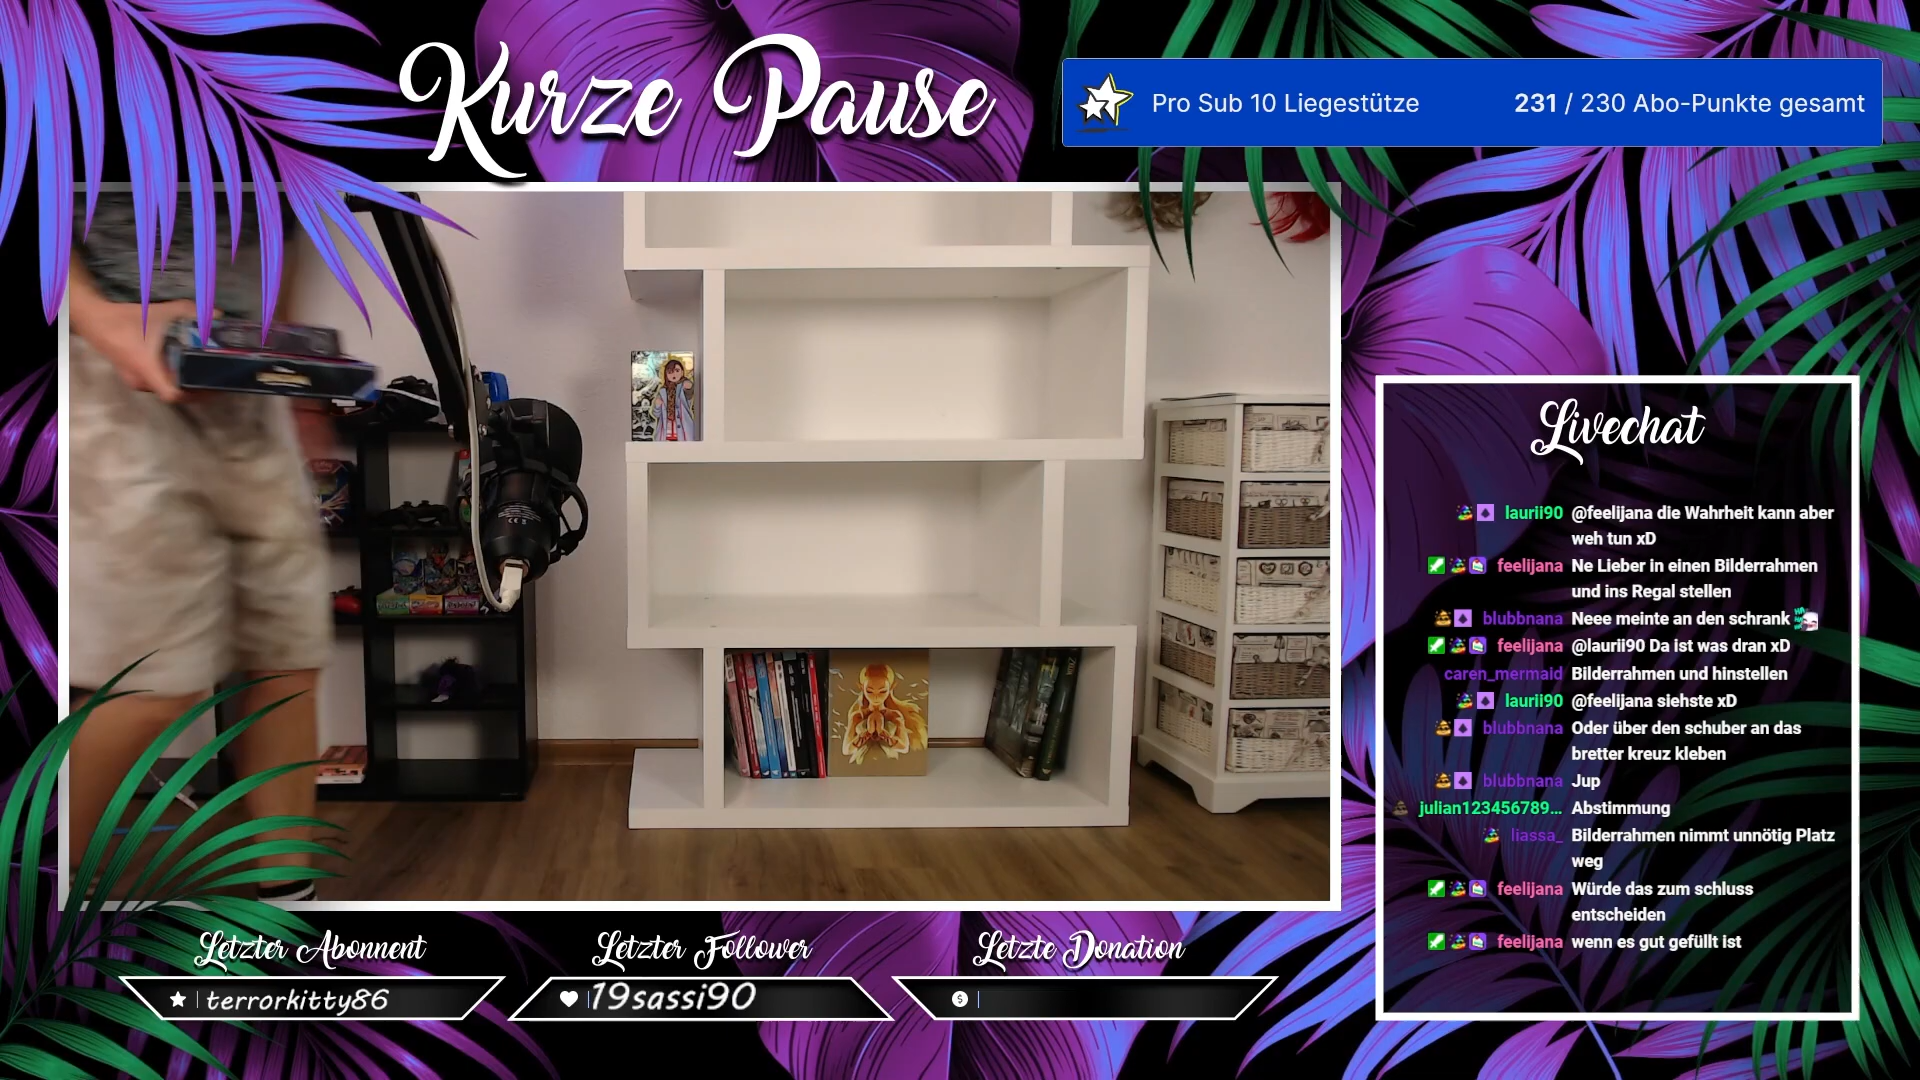 Kurze Pause
Pro Sub 10 Liegestütze
231 / 230 Abo-Punkte gesamt
Livechat
laurii90 @feelijana die Wahrheit kann aber
weh tun xD
feelijana Ne Lieber in einen Bilderrahmen
und ins Regal stellen
blubbnana Neee meinte an den schrank
feelijana @laurii90 Da ist was dran xD
caren_mermaid Bilderrahmen und hinstellen
laurii90 @feelijana siehste xD
blubbnana Oder über den schuber an das
bretter kreuz kleben
blubbnana Jup
julian123456789... Abstimmung
liassa_ Bilderrahmen nimmt unnötig Platz
weg
feelijana Würde das zum schluss
entscheiden
feelijana wenn es gut gefüllt ist
Letzter Abonnent
terrorkitty86
Letzter Follower
19sassi90
Letzte Donation